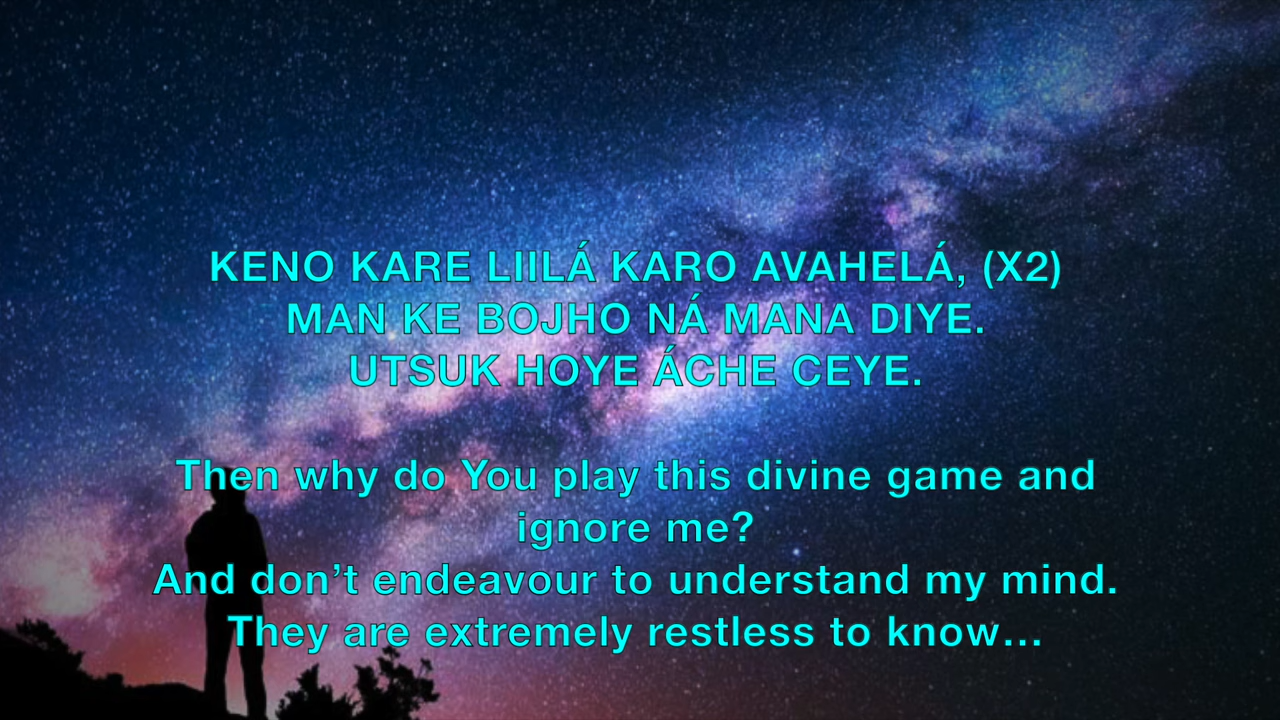 KENO KARE LIILÁ KARO AVAHELÁ, (X2)
MAN KE BOJHO NÁ MANA DIYE.
UTSUK HOYE ÁCHE CEYE.
Then why do You play this divine game and
ignore me?
And don’t endeavour to understand my mind.
They are extremely restless to know…